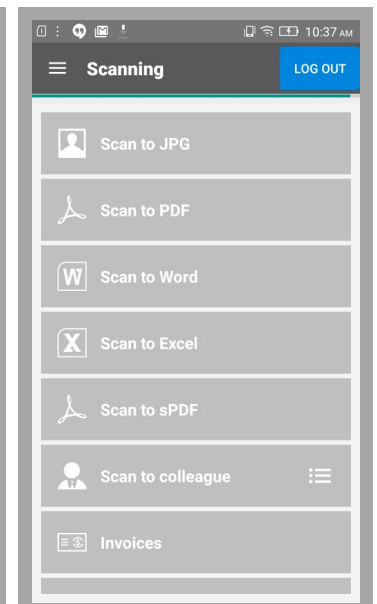 10:37 AM
Scanning
LOG OUT
Scan to JPG
Scan to PDF
W Scan to Word
X Scan to Excel
Scan to sPDF
Scan to colleague
Invoices